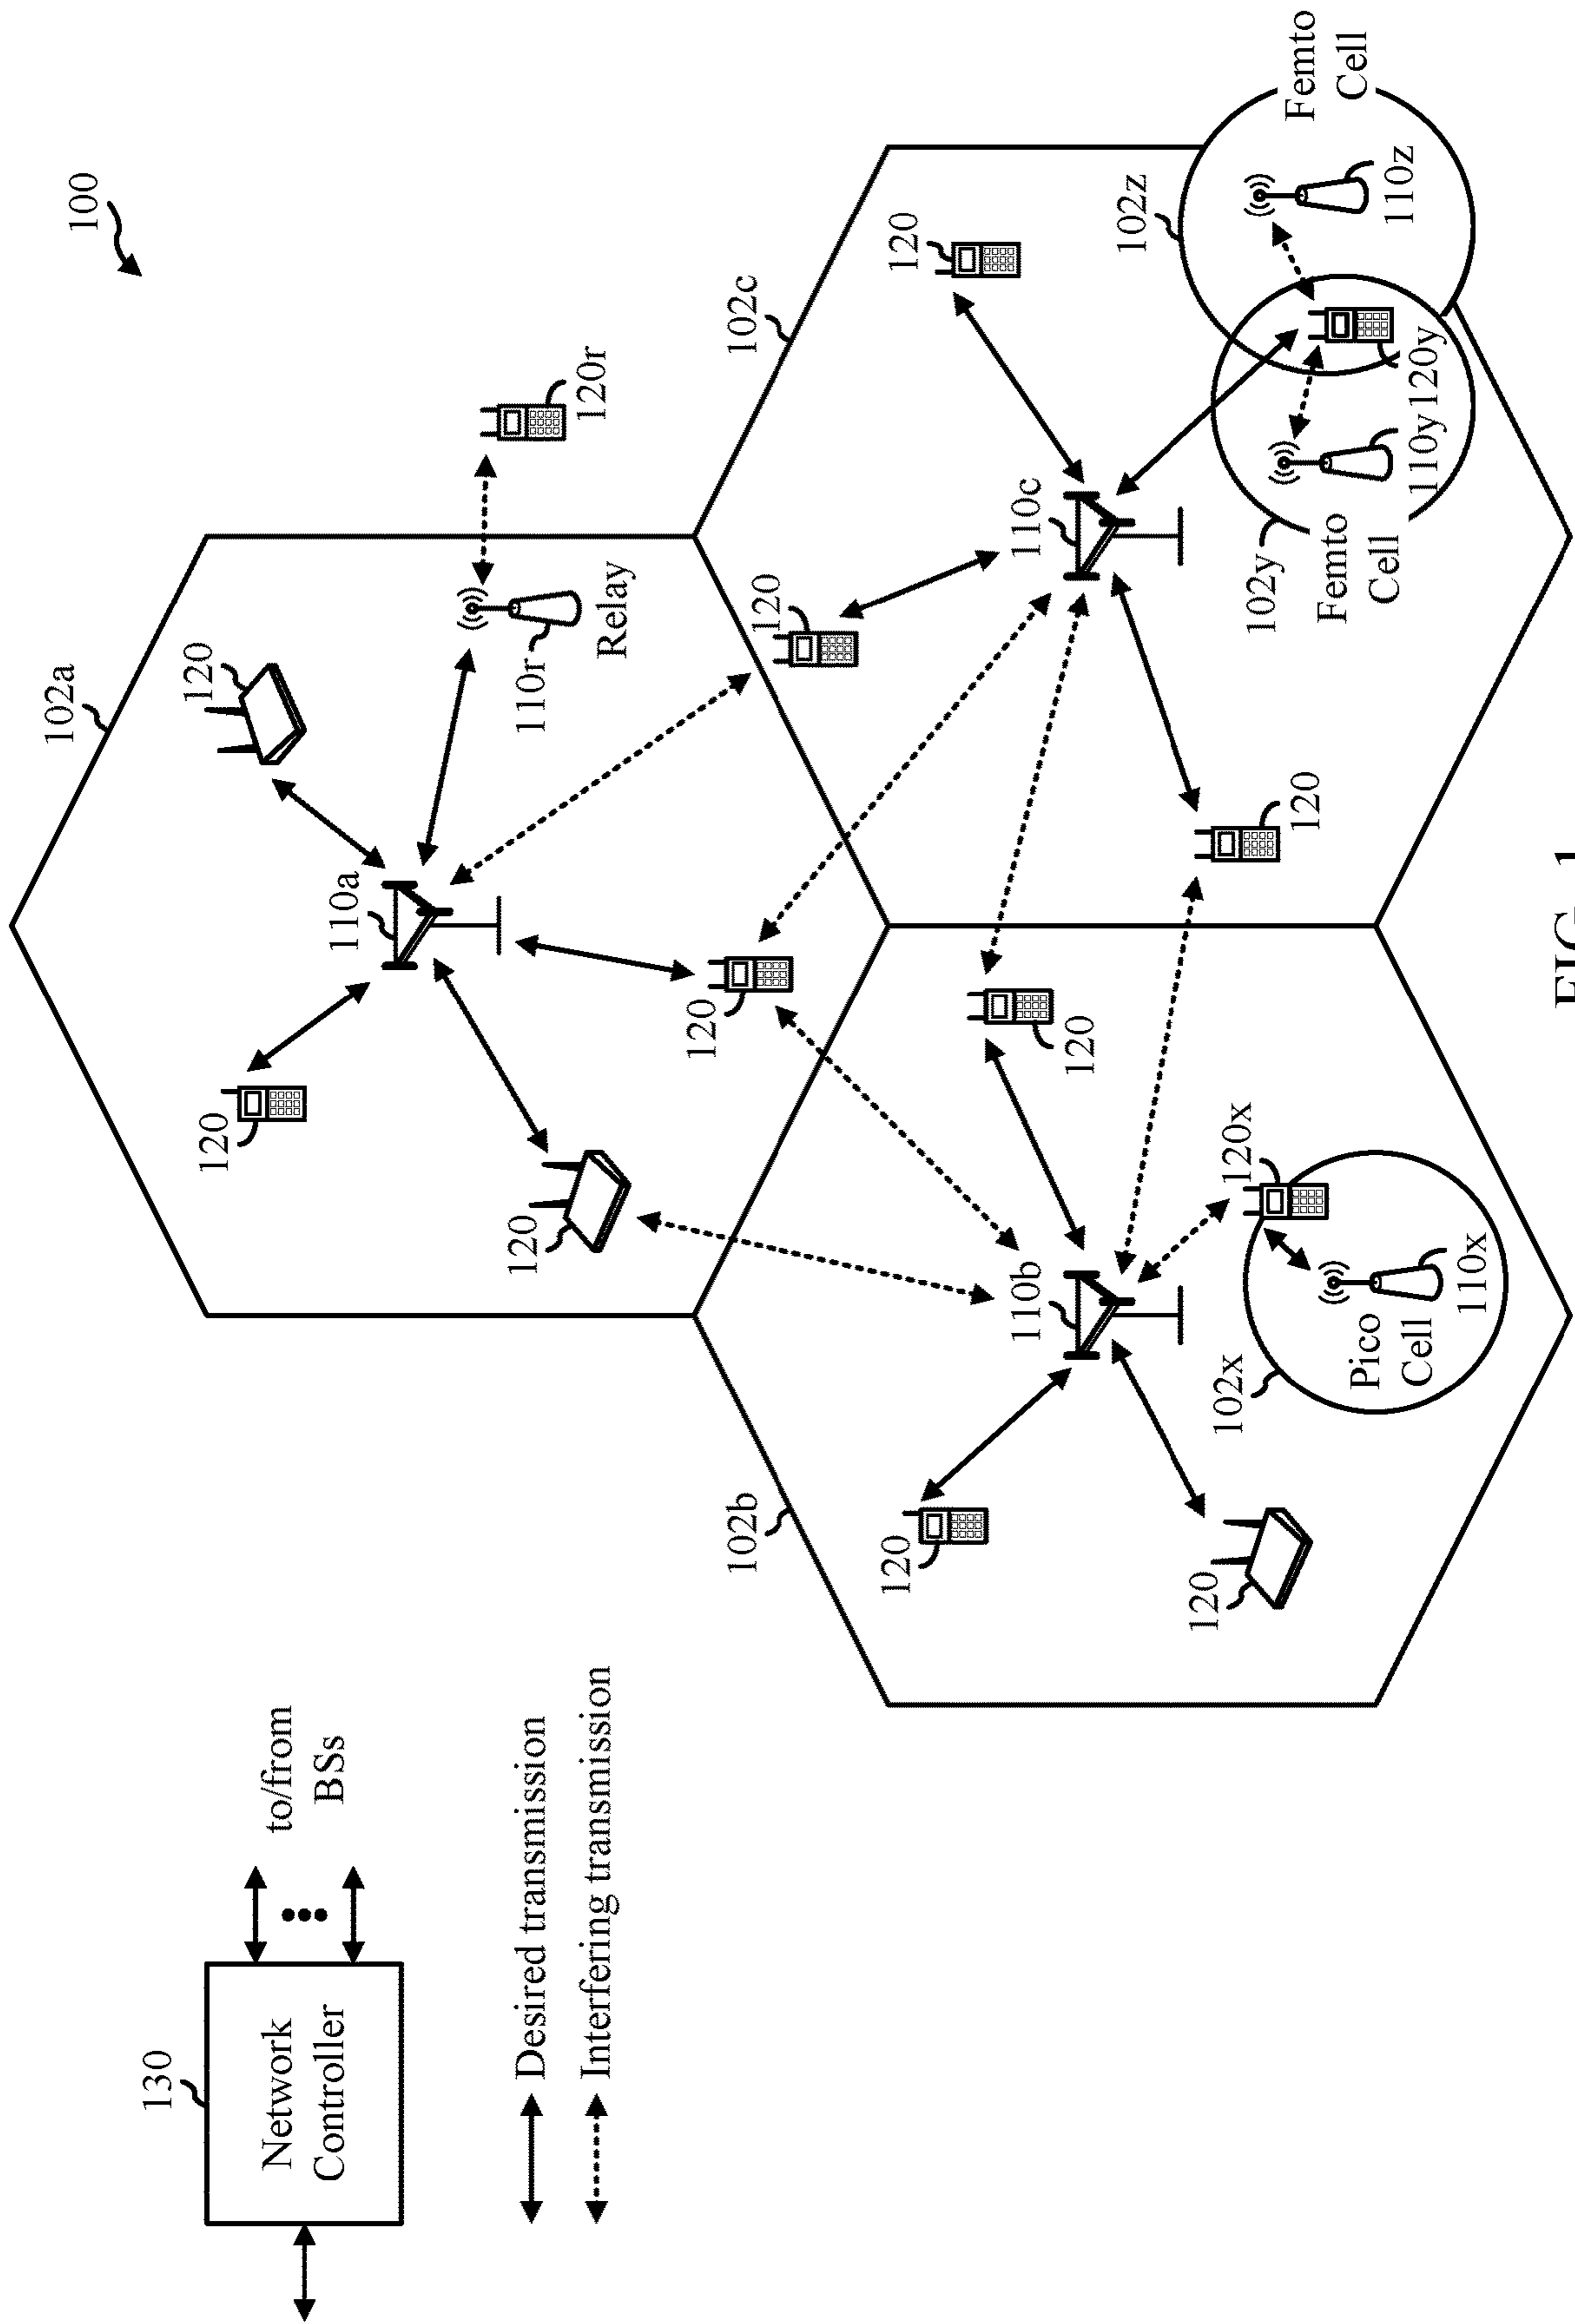 100
130
Network
Controller
to/from
BSs
Desired transmission
Interfering transmission
102a
120
120
110a
120
110r
Relay
120r
120
120
102b
102c
120
120
110b
110c
120
120
120
120x
102x
Pico
Cell
110x
102z
102y
Femto
Cell
110y
120y
110z
Femto
Cell
FIG. 1